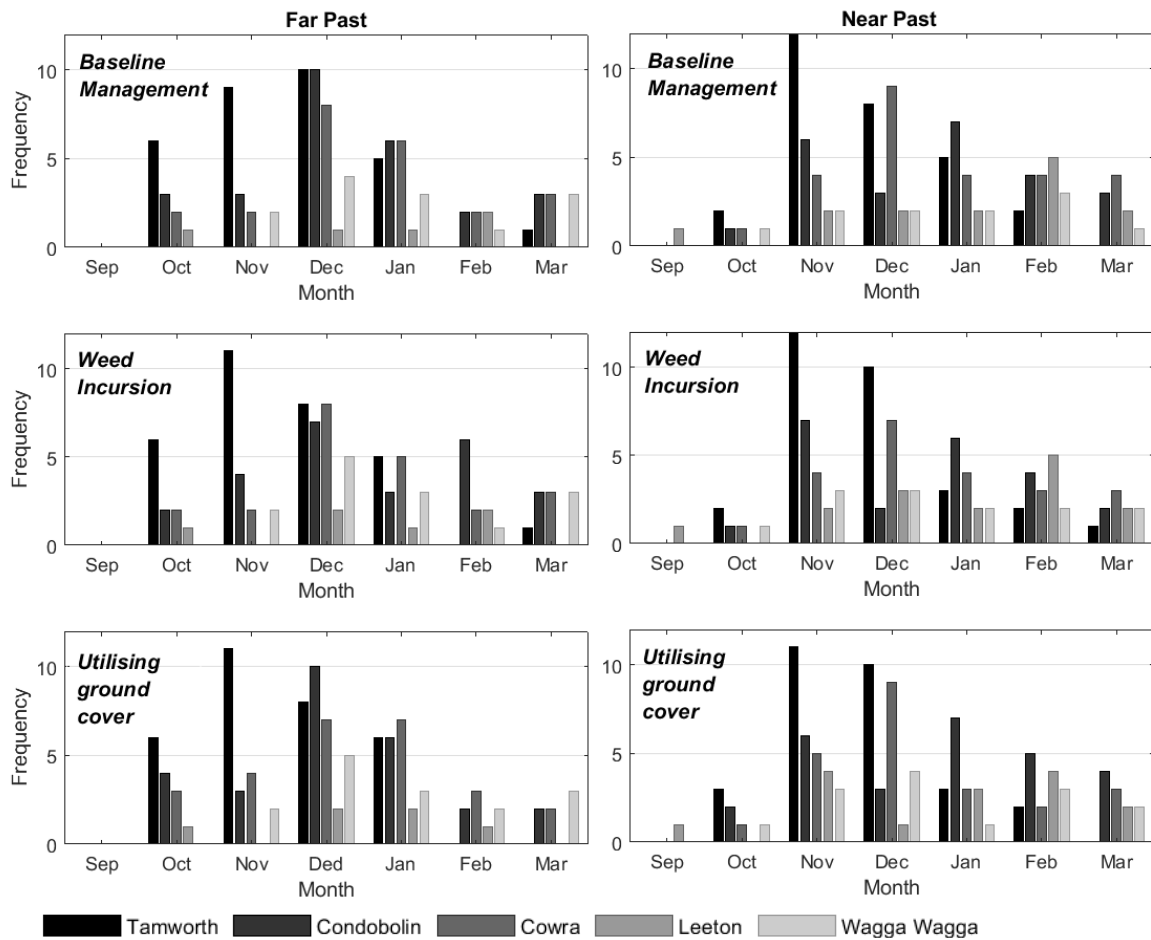 Far Past
Near Past
Baseline
Management
10
5
0
Frequency
Sep Oct Nov Dec Jan Feb Mar
Month
Baseline
Management
10
5
0
Sep Oct Nov Dec Jan Feb Mar
Month
Weed
Incursion
10
5
0
Frequency
Sep Oct Nov Dec Jan Feb Mar
Month
Weed
Incursion
10
5
0
Sep Oct Nov Dec Jan Feb Mar
Month
Utilising
ground
cover
10
5
0
Frequency
Sep Oct Nov Ded Jan Feb Mar
Month
Utilising
ground
cover
10
5
0
Sep Oct Nov Dec Jan Feb Mar
Month
Tamworth Condobolin Cowra Leeton Wagga Wagga